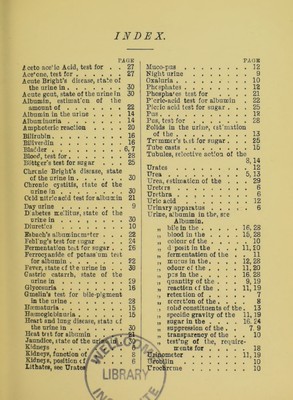 INDEX.
PAGE
Aceto acetic Acid, test for . . 27
Acetone, test for . . . . . . 27
Acute Bright's disease, state of
the urine in . . . . . . 30
Acute gout, state of the urine in 30
Albumin, estimation of the
amount of . . . . . . 22
Albumin in the urine . . . . 14
Albuminuria . . . . . . . 14
Amphoteric reaction . . . . 20
Bilirubin . . . . . . . . 16
Biliverdin . . . . . . . . 16
Bladder . . . . . . . . 6, 7
Blood, test for . . . . . . 28
Böttger's test for sugar . . . 25
Chronic Bright's disease, state
of the urine in . . . . . 30
Chronic cystitis, state of the
urine in . . . . . . . 30
Cold nitric acid test for albumin 21
Day urine . . . . . . . . 9
Diabetes mellitus, state of the
urine in . . . . . . . 30
Diuretics . . . . . . . . 10
Esbach's albuminometer . . . 22
Fehling's test for sugar . . . 24
Fermentation test for sugar . . 26
Ferrocyanide of potassium test
for albumin . . . . . . 22
Fever, state of the urine in . . 30
Gastric catarrh, state of the
urine in . . . . . . . 19
Glycosuria . . . . . . . 16
Gmelin's test for bile-pigment
in the urine . . . . . . 28
Hematuria . . . . . . . 15
Hæmoglobinuria . . . . . 15
Heart and lung disease, state of
the urine in . . . . . . 30
Heat test for albumin . . . 21
Jaundice, state of the urine in
Kidneys . . . . . . . . 6
Kidneys, function of . . . 8
Kidneys, position of . . . 6
Lithates, see Urates
PAGE
Muco-pus . . . . . . . . 12
Night urine . . . . . . . 9
Oxaluria . . . . . . . . 10
Phosphates . . . . . . . 12
Phosphates test for . . . . 21
Picric-acid test for albumin . 22
Picric acid test for sugar . . . 25
Pus . . . . . . . . . . 12
Pus, test for . . . . . . . 28
Solids in the urine, estimation
of the . . . . . . . . 13
Trommer's test for sugar . . . 25
Tube casts . . . . . . . 15
Tubules, selective action of the
8, 14
Urates . . . . . . . . . 12
Urea . . . . . . . . . 5, 13
Urea, estimation of the . . . 29
Ureters . . . . . . . . . 6
Urethra . . . . . . . . 6
Uric acid . . . . . . . . 12
Urinary apparatus . . . . . 6
Urine, albumin in the, see
Albumin.
„ bile in the . . . . 16, 28
„ blood in the . . . 15, 28
„ colour of the . . . . 10
„ deposit in the . . . 11, 10
„ fermentation of the . . 11
„ mucus in the . . . 12, 28
„ odour of the . . . 11, 20
„ pus in the . . . . 16, 28
„ quantity of the . . . 9, 19
„ reaction of the . . 11, 19
„ retention of . . . . . 7
„ secretion of the . . . . 8
„ solid constituents of the . 13
„ specific gravity of the 11, 19
„ sugar in the . . . 16, 24
„ suppression of the . . 7, 9
„ transparency of the . . 10
„ testing of the, require-
ments for . . . . . 18
Urinometer . . . . . . 11, 19
Urobilin . . . . . . . . 10
Urochrome . . . . . . . 10
LIBRARY